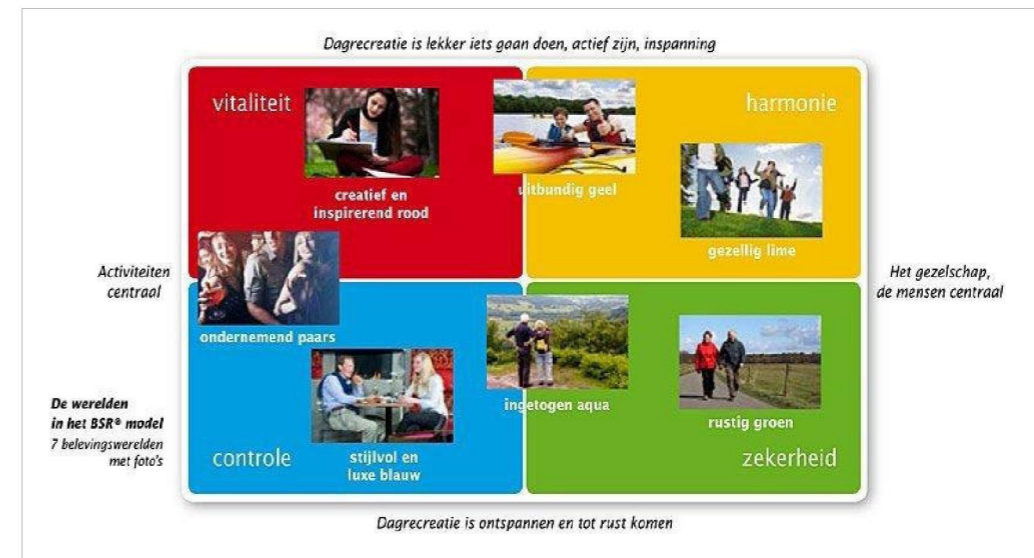 Dagrecreatie is lekker iets gaan doen, actief zijn, inspanning
vitaliteit
harmonie
creatief en
inspirerend rood
uitbundig geel
gezellig lime
Activiteiten
centraal
Het gezelschap,
de mensen centraal
ondernemend paars
ingetogen aqua
rustig groen
De werelden
in het BSR® model
7 belevingswerelden
met foto's
controle
stijlvol en
luxe blauw
zekerheid
Dagrecreatie is ontspannen en tot rust komen